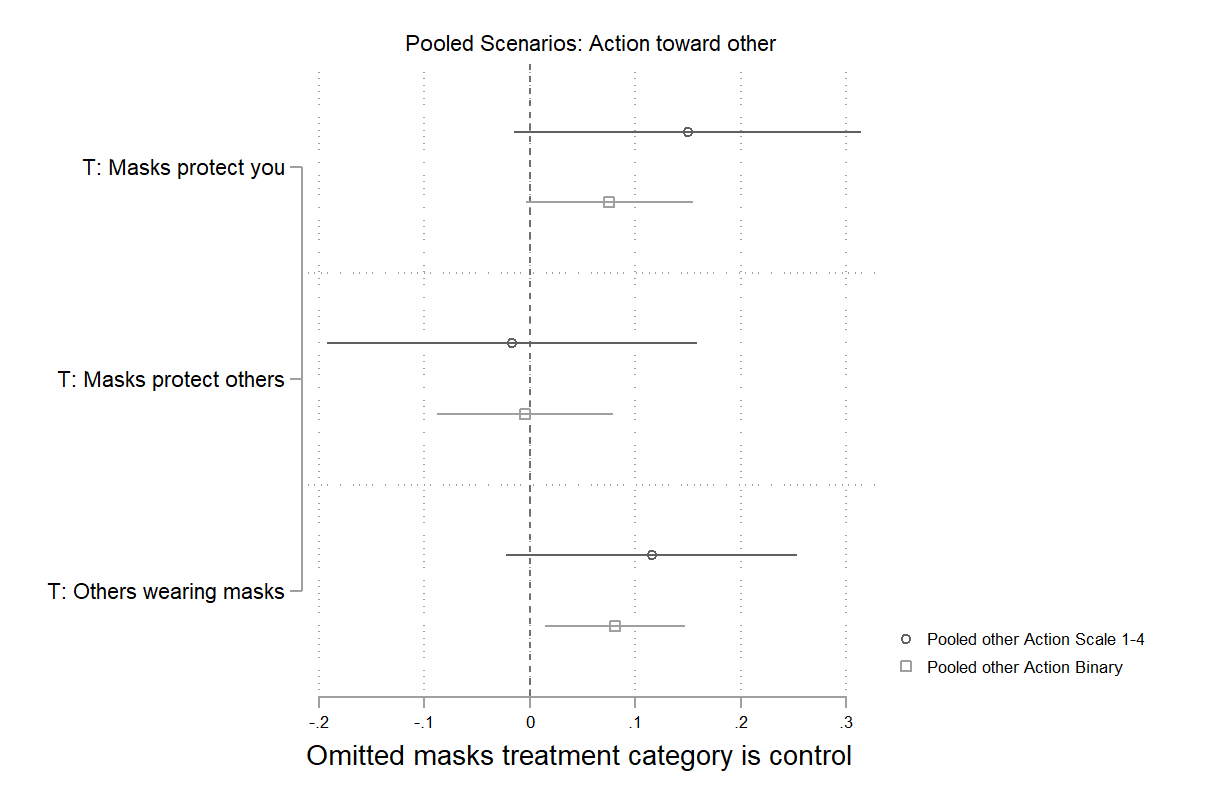 Pooled Scenarios: Action toward other
T: Masks protect you
T: Masks protect others
T: Others wearing masks
Pooled other Action Scale 1-4
Pooled other Action Binary
-.2 -.1 0 .1 .2 .3
Omitted masks treatment category is control